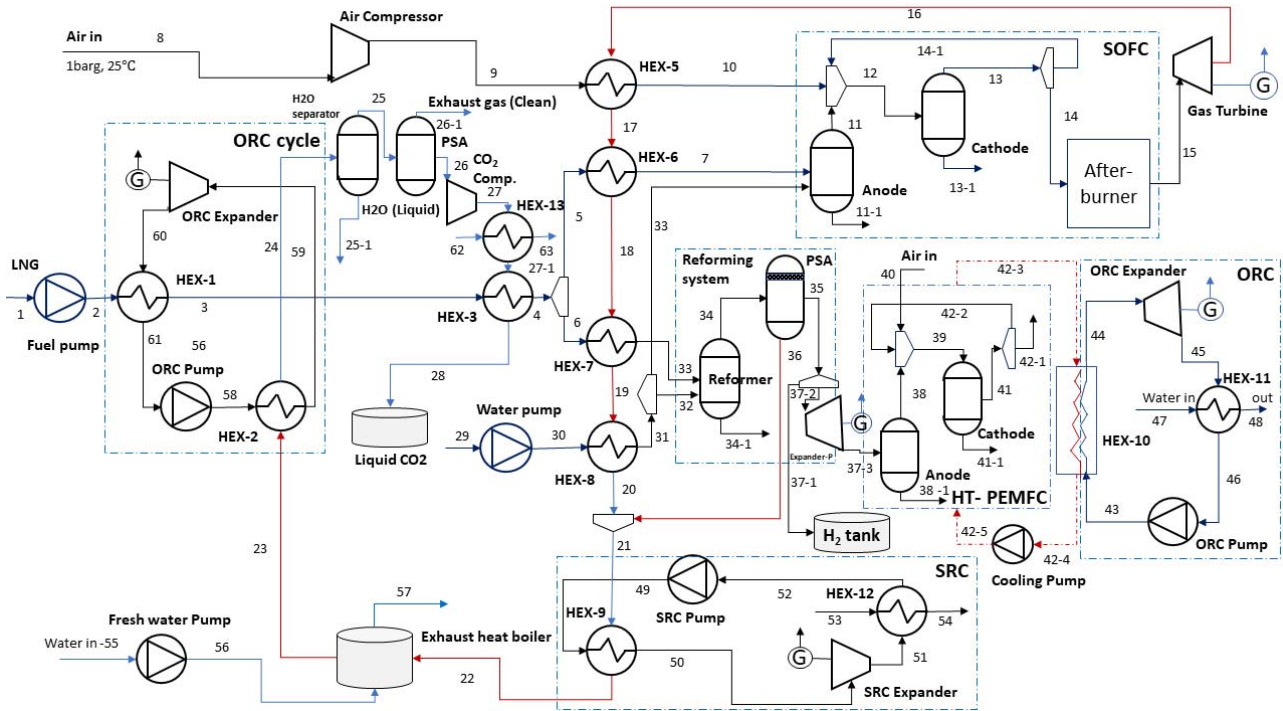 Air in
8
1barg, 25°C
Air Compressor
9
16
HEX-5
10
SOFC
14-1
12
13
14
Cathode
13-1
11
Anode
11-1
After-
burner
15
G
Gas Turbine
ORC cycle
H2O
separator
25
Exhaust gas (Clean)
26-1
PSA
26
CO2
Comp.
27
H2O (Liquid)
25-1
HEX-13
62
63
27-1
17
HEX-6
7
5
33
18
G
ORC Expander
60
24
59
LNG
1
2
Fuel pump
HEX-1
3
61
56
ORC Pump
58
HEX-2
HEX-3
4
6
HEX-7
28
Liquid CO2
19
Water pump
29
30
HEX-8
31
32
20
21
Reforming
system
PSA
34
35
33
Reformer
34-1
36
37-2
G
Expander-P
37-3
37-1
H2 tank
Air in
40
42-3
42-2
39
38
41
42-1
Cathode
41-1
Anode
38 -1
HT- PEMFC
42-5
42-4
Cooling Pump
ORC Expander
ORC
G
44
45
HEX-11
Water in
out
47
48
HEX-10
46
43
ORC Pump
23
22
57
Exhaust heat boiler
Fresh water Pump
Water in -55
56
SRC
49
SRC Pump
52
HEX-12
53
54
HEX-9
50
G
51
SRC Expander